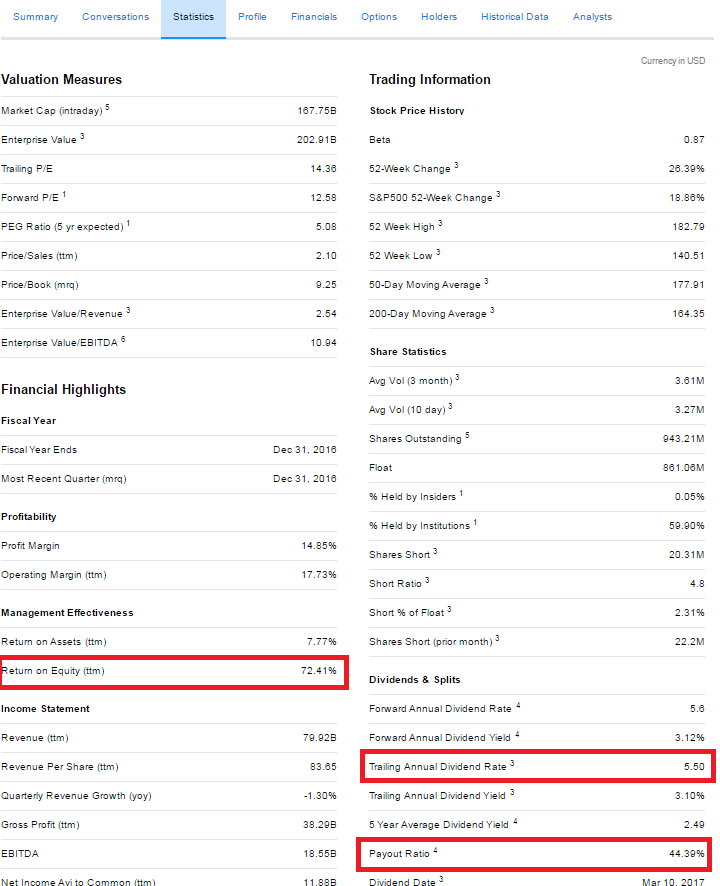 Summary Conversations Statistics Profile Financials Options Holders Historical Data Analysts
Currency in USD
Valuation Measures
Market Cap (intraday) 5 167.75B
Enterprise Value 3 202.91B
Trailing P/E 14.36
Forward P/E 1 12.58
PEG Ratio (5 yr expected) 1 5.08
Price/Sales (ttm) 2.10
Price/Book (mrq) 9.25
Enterprise Value/Revenue 3 2.54
Enterprise Value/EBITDA 6 10.94
Financial Highlights
Fiscal Year
Fiscal Year Ends Dec 31, 2016
Most Recent Quarter (mrq) Dec 31, 2016
Profitability
Profit Margin 14.85%
Operating Margin (ttm) 17.73%
Management Effectiveness
Return on Assets (ttm) 7.77%
Return on Equity (ttm) 72.41%
Income Statement
Revenue (ttm) 79.92B
Revenue Per Share (ttm) 83.65
Quarterly Revenue Growth (yoy) -1.30%
Gross Profit (ttm) 38.29B
EBITDA 18.55B
Net Income Avi to Common (ttm) 11.88B
Trading Information
Stock Price History
Beta 0.87
52-Week Change 3 26.39%
S&P500 52-Week Change 3 18.86%
52 Week High 3 182.79
52 Week Low 3 140.51
50-Day Moving Average 3 177.91
200-Day Moving Average 3 164.35
Share Statistics
Avg Vol (3 month) 3 3.61M
Avg Vol (10 day) 3 3.27M
Shares Outstanding 5 943.21M
Float 861.06M
% Held by Insiders 1 0.05%
% Held by Institutions 1 59.90%
Shares Short 3 20.31M
Short Ratio 3 4.8
Short % of Float 3 2.31%
Shares Short (prior month) 3 22.2M
Dividends & Splits
Forward Annual Dividend Rate 4 5.6
Forward Annual Dividend Yield 4 3.12%
Trailing Annual Dividend Rate 3 5.50
Trailing Annual Dividend Yield 3 3.10%
5 Year Average Dividend Yield 4 2.49
Payout Ratio 4 44.39%
Dividend Date 3 Mar 10, 2017